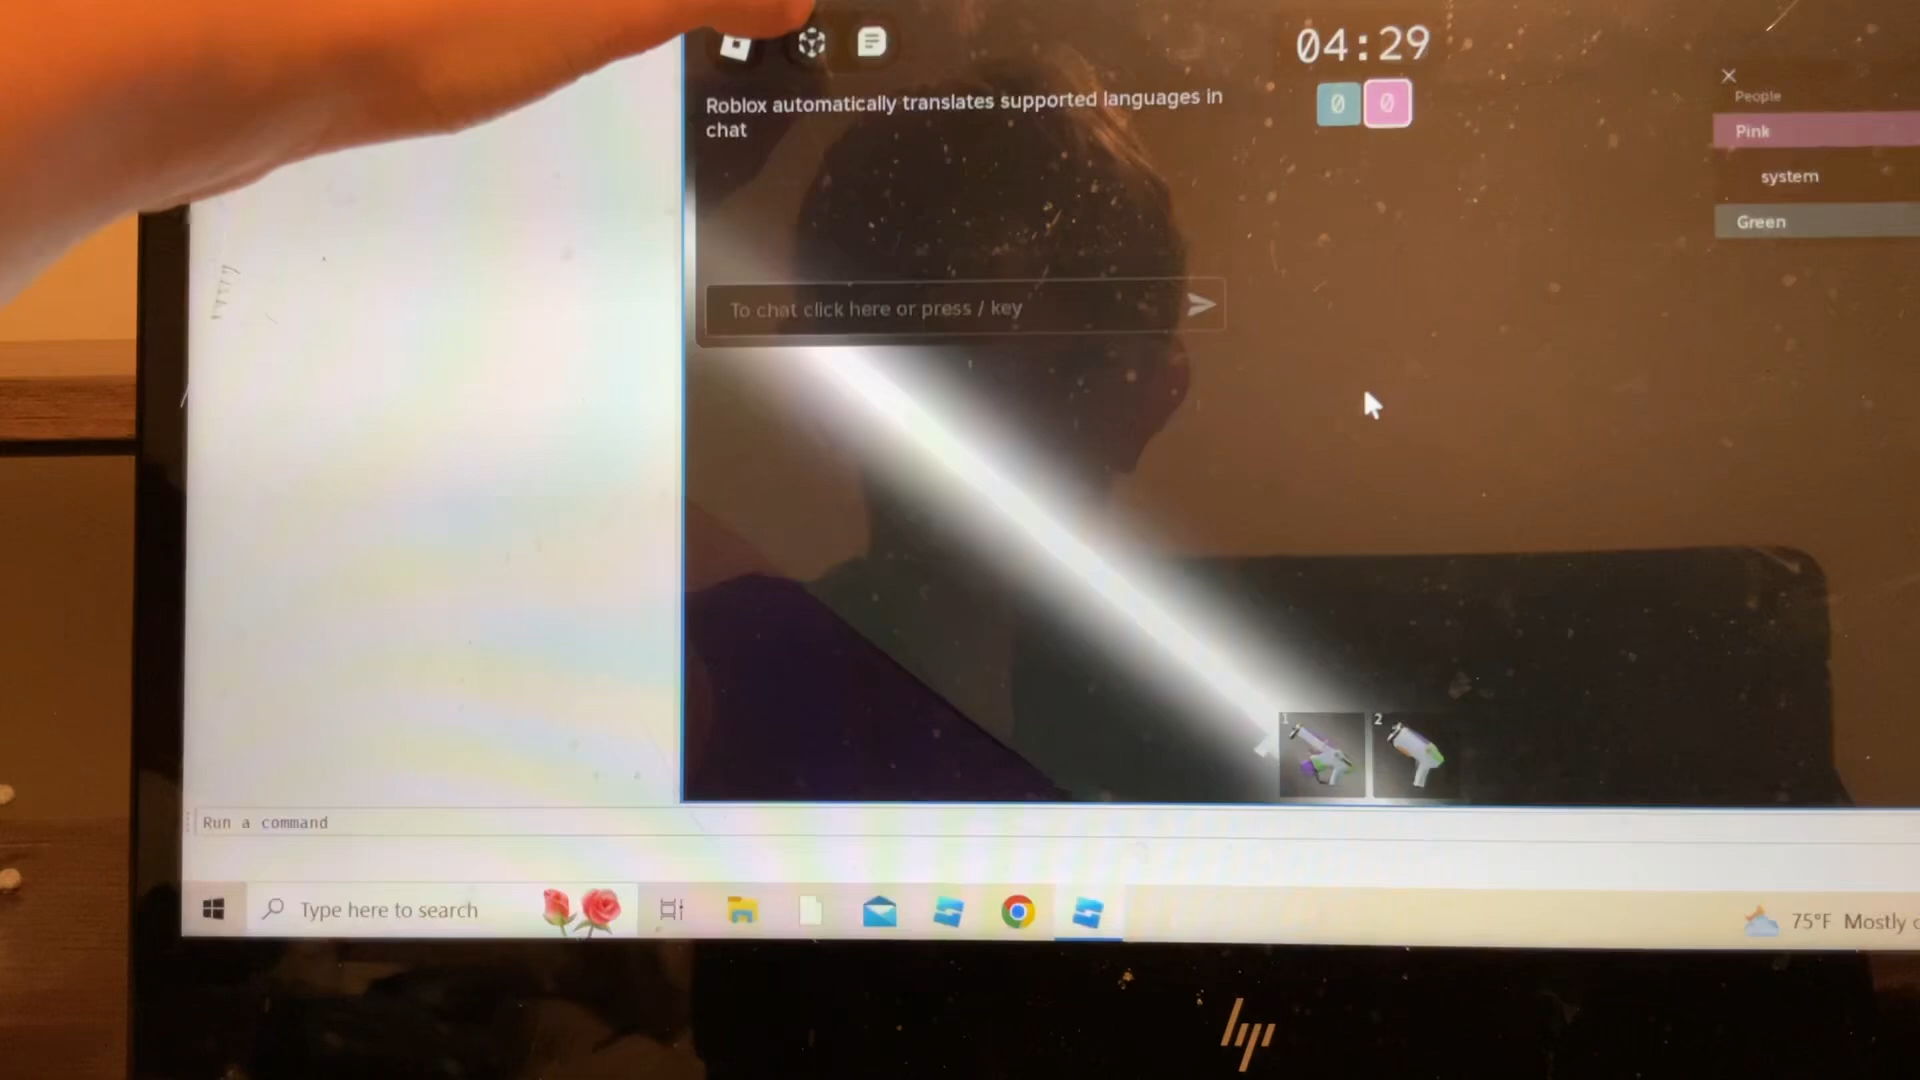 04:29
0 0
Roblox automatically translates supported languages in
chat
To chat click here or press / key
People
Pink
system
Green
1 2
Run a command
Type here to search
75°F Mostly
hp